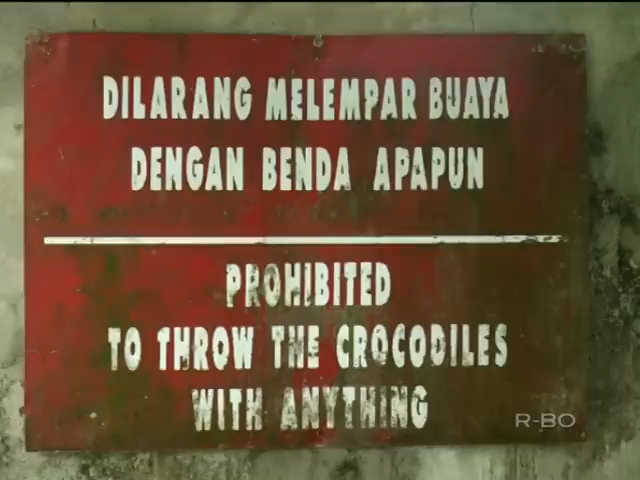 DILARANG MELEMPAR BUAYA
DENGAN BENDA APAPUN
PROHIBITED
TO THROW THE CROCODILES
WITH ANYTHING
R-BO